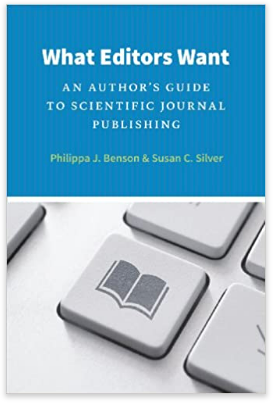 What Editors Want
AN AUTHOR'S GUIDE
TO SCIENTIFIC JOURNAL
PUBLISHING
Philippa J. Benson & Susan C. Silver